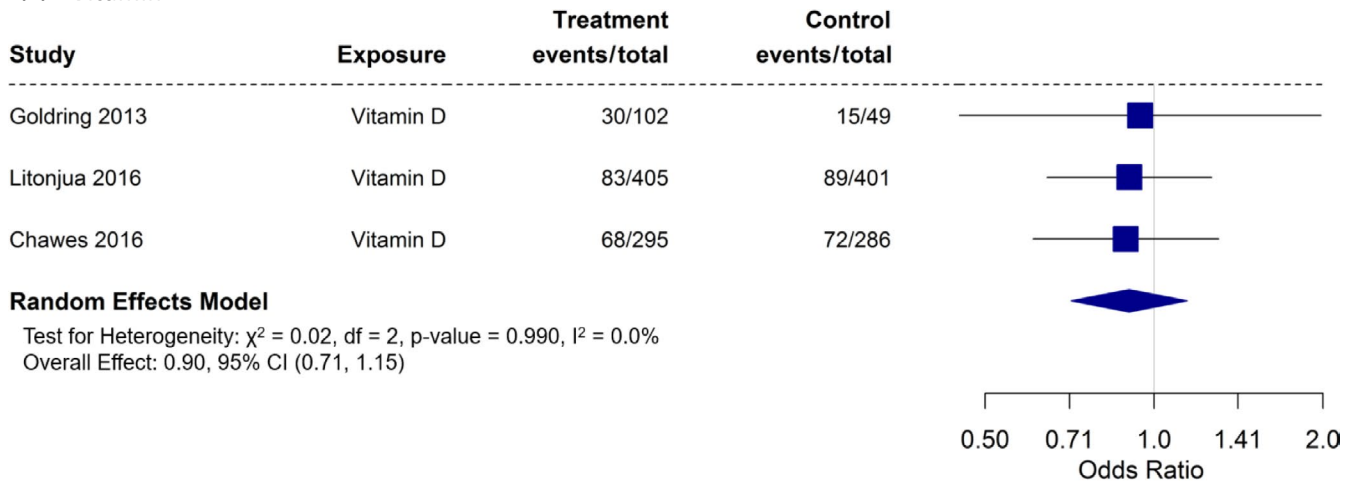 Treatment Control
Study Exposure events/total events/total
Goldring 2013 Vitamin D 30/102 15/49
Litonjua 2016 Vitamin D 83/405 89/401
Chawes 2016 Vitamin D 68/295 72/286
Random Effects Model
Test for Heterogeneity: χ² = 0.02, df = 2, p-value = 0.990, I² = 0.0%
Overall Effect: 0.90, 95% CI (0.71, 1.15)
0.50 0.71 1.0 1.41 2.0
Odds Ratio